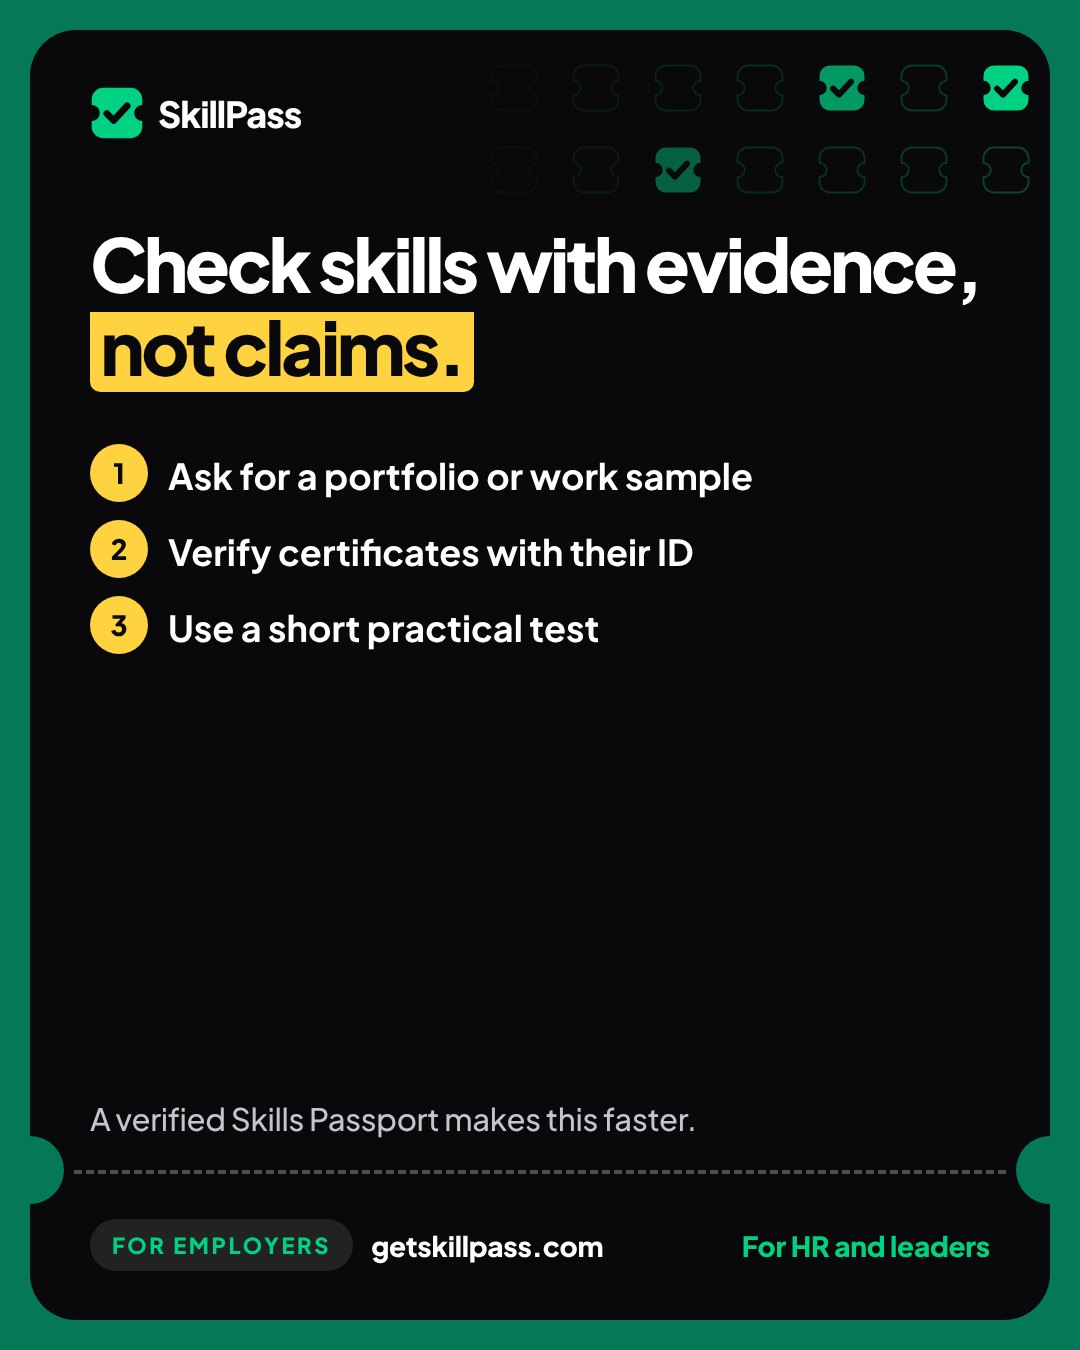 SkillPass
Check skills with evidence,
not claims.
1 Ask for a portfolio or work sample
2 Verify certificates with their ID
3 Use a short practical test
A verified Skills Passport makes this faster.
FOR EMPLOYERS getskillpass.com For HR and leaders